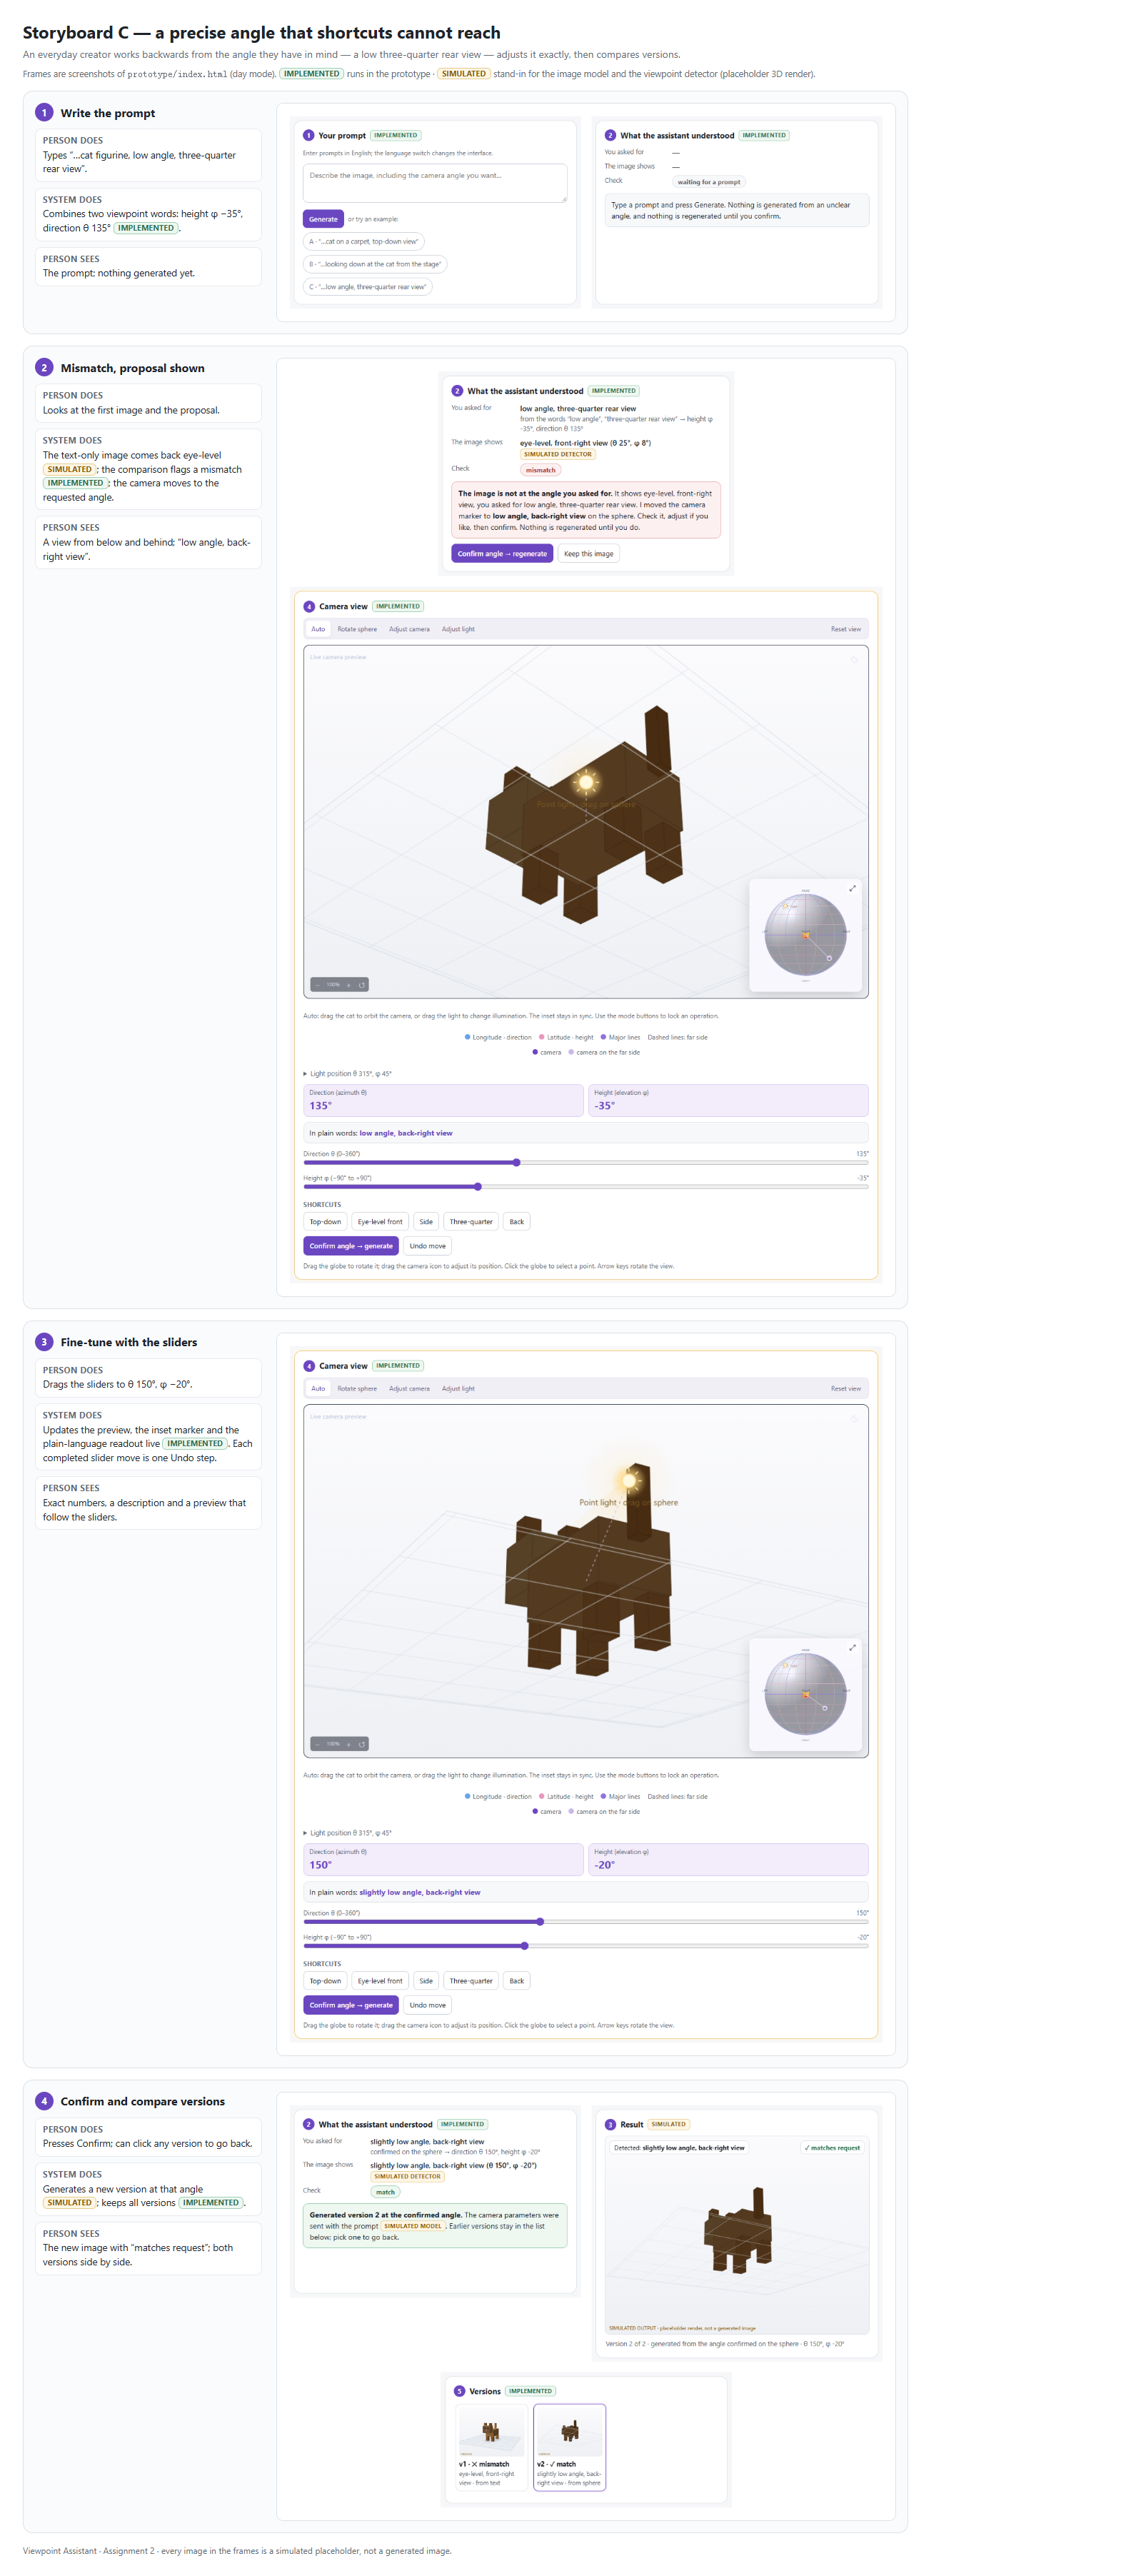 Storyboard C — a precise angle that shortcuts cannot reach
An everyday creator works backwards from the angle they have in mind — a low three-quarter rear view — adjusts it exactly, then compares versions.
Frames are screenshots of prototype/index.html (day mode). IMPLEMENTED runs in the prototype · SIMULATED stand-in for the image model and the viewpoint detector (placeholder 3D render).
1 Write the prompt
PERSON DOES
Types "…cat figurine, low angle, three-quarter
rear view".
SYSTEM DOES
Combines two viewpoint words: height φ −35°,
direction θ 135° IMPLEMENTED.
PERSON SEES
The prompt; nothing generated yet.
1 Your prompt IMPLEMENTED
Enter prompts in English; the language switch changes the interface.
Describe the image, including the camera angle you want…
Generate or try an example:
A · "…cat on a carpet, top-down view"
B · "…looking down at the cat from the stage"
C · "…low angle, three-quarter rear view"
2 What the assistant understood IMPLEMENTED
You asked for —
The image shows —
Check waiting for a prompt
Type a prompt and press Generate. Nothing is generated from an unclear
angle, and nothing is regenerated until you confirm.
2 Mismatch, proposal shown
PERSON DOES
Looks at the first image and the proposal.
SYSTEM DOES
The text-only image comes back eye-level
SIMULATED; the comparison flags a mismatch
IMPLEMENTED; the camera moves to the
requested angle.
PERSON SEES
A view from below and behind; "low angle, back-
right view".
2 What the assistant understood IMPLEMENTED
You asked for low angle, three-quarter rear view
from the words "low angle", "three-quarter rear view" → height φ
-35°, direction θ 135°
The image shows eye-level, front-right view (θ 25°, φ 8°)
SIMULATED DETECTOR
Check mismatch
The image is not at the angle you asked for. It shows eye-level, front-right
view, you asked for low angle, three-quarter rear view. I moved the camera
marker to low angle, back-right view on the sphere. Check it, adjust if you
like, then confirm. Nothing is regenerated until you do.
Confirm angle → regenerate Keep this image
4 Camera view IMPLEMENTED
Auto Rotate sphere Adjust camera Adjust light Reset view
Live camera preview
Point light · drag on sphere
− 100% + ↺
Auto: drag the cat to orbit the camera, or drag the light to change illumination. The inset stays in sync. Use the mode buttons to lock an operation.
Longitude · direction Latitude · height Major lines Dashed lines: far side
camera camera on the far side
▸ Light position θ 315°, φ 45°
Direction (azimuth θ) Height (elevation φ)
135° -35°
In plain words: low angle, back-right view
Direction θ (0–360°) 135°
Height φ (−90° to +90°) -35°
SHORTCUTS
Top-down Eye-level front Side Three-quarter Back
Confirm angle → generate Undo move
Drag the globe to rotate it; drag the camera icon to adjust its position. Click the globe to select a point. Arrow keys rotate the view.
3 Fine-tune with the sliders
PERSON DOES
Drags the sliders to θ 150°, φ −20°.
SYSTEM DOES
Updates the preview, the inset marker and the
plain-language readout live IMPLEMENTED. Each
completed slider move is one Undo step.
PERSON SEES
Exact numbers, a description and a preview that
follow the sliders.
4 Camera view IMPLEMENTED
Auto Rotate sphere Adjust camera Adjust light Reset view
Live camera preview
Point light · drag on sphere
− 100% + ↺
Auto: drag the cat to orbit the camera, or drag the light to change illumination. The inset stays in sync. Use the mode buttons to lock an operation.
Longitude · direction Latitude · height Major lines Dashed lines: far side
camera camera on the far side
▸ Light position θ 315°, φ 45°
Direction (azimuth θ) Height (elevation φ)
150° -20°
In plain words: slightly low angle, back-right view
Direction θ (0–360°) 150°
Height φ (−90° to +90°) -20°
SHORTCUTS
Top-down Eye-level front Side Three-quarter Back
Confirm angle → generate Undo move
Drag the globe to rotate it; drag the camera icon to adjust its position. Click the globe to select a point. Arrow keys rotate the view.
4 Confirm and compare versions
PERSON DOES
Presses Confirm; can click any version to go back.
SYSTEM DOES
Generates a new version at that angle
SIMULATED; keeps all versions IMPLEMENTED.
PERSON SEES
The new image with "matches request"; both
versions side by side.
2 What the assistant understood IMPLEMENTED
You asked for slightly low angle, back-right view
confirmed on the sphere → direction θ 150°, height φ -20°
The image shows slightly low angle, back-right view (θ 150°, φ -20°)
SIMULATED DETECTOR
Check match
Generated version 2 at the confirmed angle. The camera parameters were
sent with the prompt SIMULATED MODEL. Earlier versions stay in the list
below; pick one to go back.
3 Result SIMULATED
Detected: slightly low angle, back-right view ✓ matches request
SIMULATED OUTPUT · placeholder render, not a generated image
Version 2 of 2 · generated from the angle confirmed on the sphere · θ 150°, φ -20°
5 Versions IMPLEMENTED
v1 · ✕ mismatch
eye-level, front-right
view · from text
v2 · ✓ match
slightly low angle, back-
right view · from sphere
Viewpoint Assistant · Assignment 2 · every image in the frames is a simulated placeholder, not a generated image.